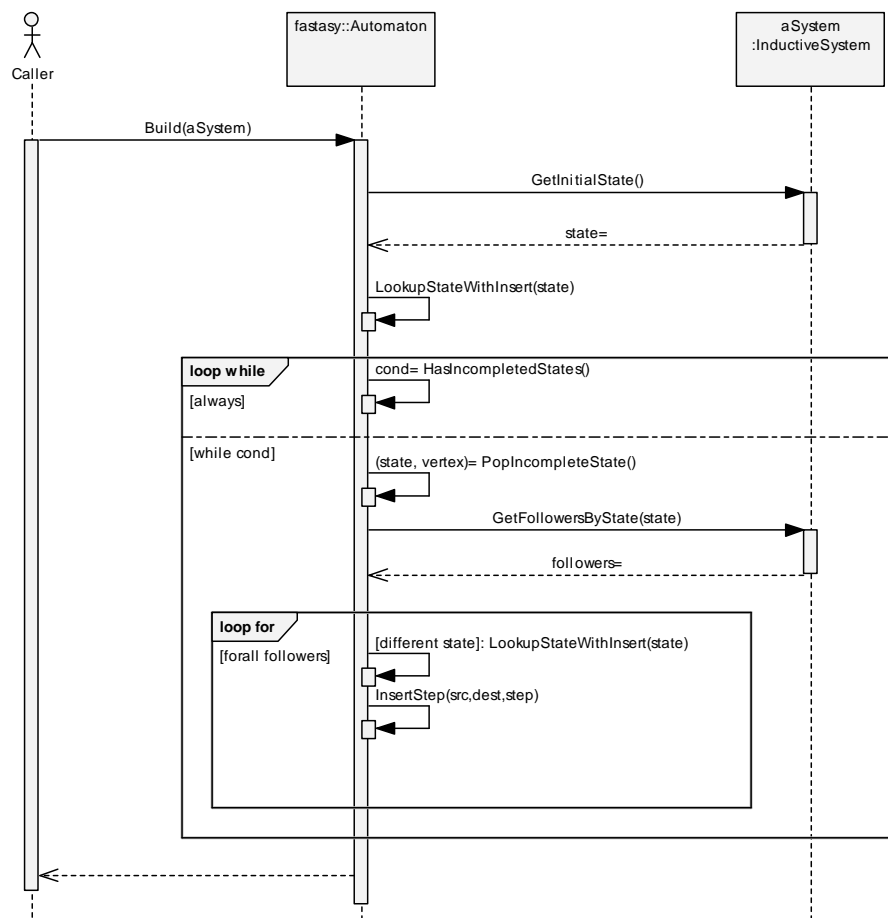 fastasy::Automaton
aSystem
:InductiveSystem
Caller
Build(aSystem)
GetInitialState()
state=
LookupStateWithInsert(state)
loop while
cond= HasIncompletedStates()
[always]
[while cond]
(state, vertex)= PopIncompleteState()
GetFollowersByState(state)
followers=
loop for
[different state]: LookupStateWithInsert(state)
[forall followers]
InsertStep(src,dest,step)